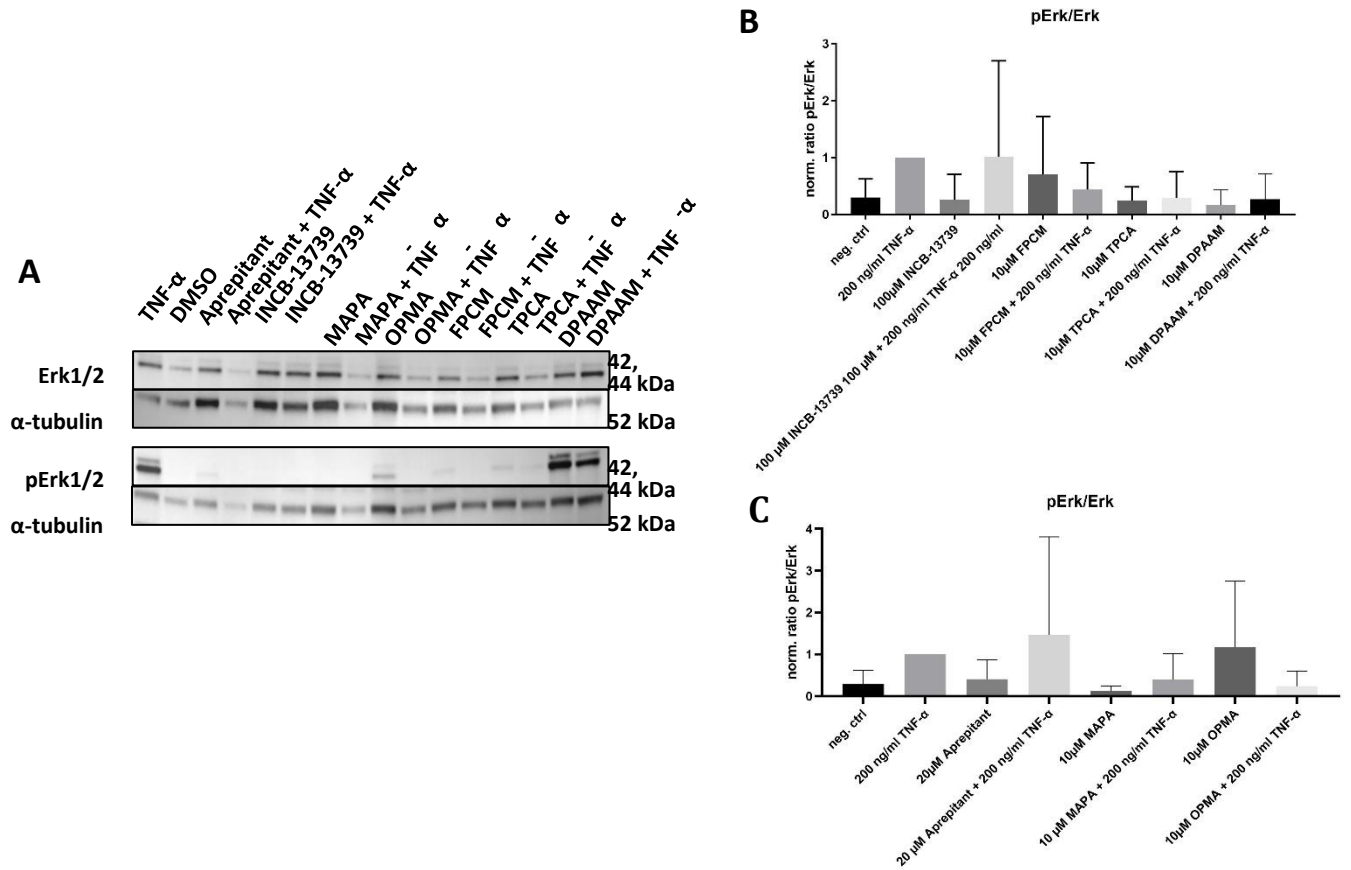 A
TNF-α
DMSO
Aprepitant
Aprepitant + TNF-α
INCB-13739
INCB-13739 + TNF-α
MAPA
MAPA + TNF-α
OPMA
OPMA + TNF-α
FPCM
FPCM + TNF-α
TPCA
TPCA + TNF-α
DPAAM
DPAAM + TNF-α
Erk1/2
42,
44 kDa
α-tubulin
52 kDa
pErk1/2
42,
44 kDa
α-tubulin
52 kDa
B
pErk/Erk
norm. ratio pErk/Erk
3
2
1
0
neg. ctrl
200 ng/ml TNF-α
100µM INCB-13739
100 µM INCB-13739 100 µM + 200 ng/ml TNF-α 200 ng/ml
10µM FPCM
10µM FPCM + 200 ng/ml TNF-α
10µM TPCA
10µM TPCA + 200 ng/ml TNF-α
10µM DPAAM
10µM DPAAM + 200 ng/ml TNF-α
C
pErk/Erk
norm. ratio pErk/Erk
4
3
2
1
0
neg. ctrl
200 ng/ml TNF-α
20µM Aprepitant
20 µM Aprepitant + 200 ng/ml TNF-α
10µM MAPA
10 µM MAPA + 200 ng/ml TNF-α
10µM OPMA
10µM OPMA + 200 ng/ml TNF-α